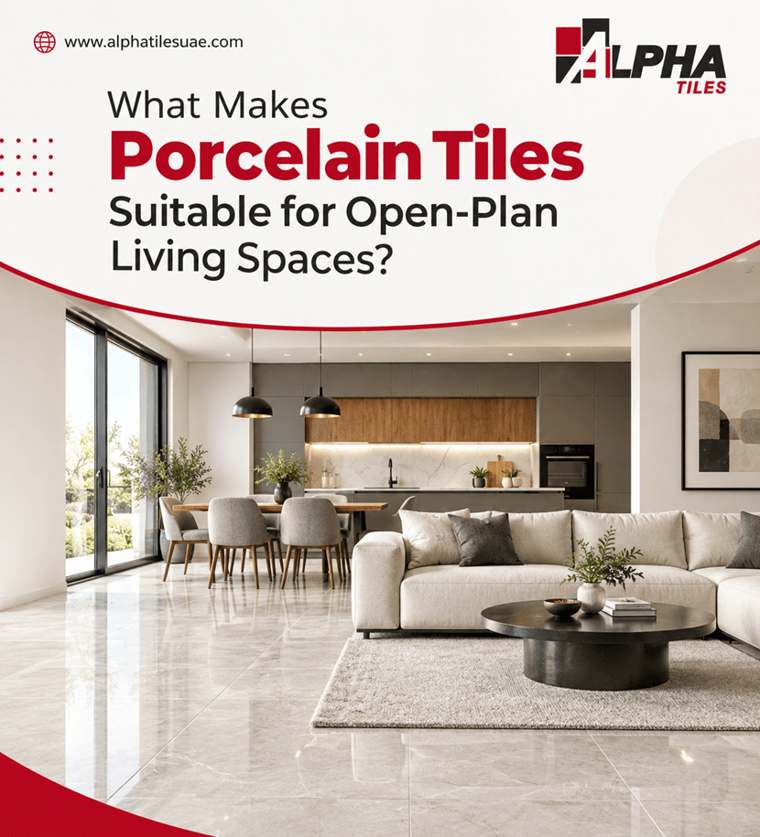 www.alphatilesuae.com
ALPHA
TILES
What Makes
Porcelain Tiles
Suitable for Open-Plan
Living Spaces?